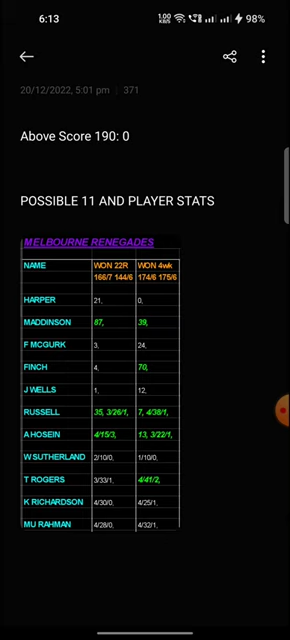 6:13
1.00 KB/S
98%
20/12/2022, 5:01 pm | 371
Above Score 190: 0
POSSIBLE 11 AND PLAYER STATS
MELBOURNE RENEGADES
NAME WON 22R WON 4wk
166/7 144/6 174/6 175/6
HARPER 21, 0,
MADDINSON 87, 39,
F MCGURK 3, 24,
FINCH 4, 70,
J WELLS 1, 12,
RUSSELL 35, 3/26/1, 7, 4/38/1,
A HOSEIN 4/15/3, 13, 3/22/1,
W SUTHERLAND 2/10/0, 1/10/0,
T ROGERS 3/33/1, 4/41/2,
K RICHARDSON 4/30/0, 4/25/1,
MU RAHMAN 4/28/0, 4/32/1,